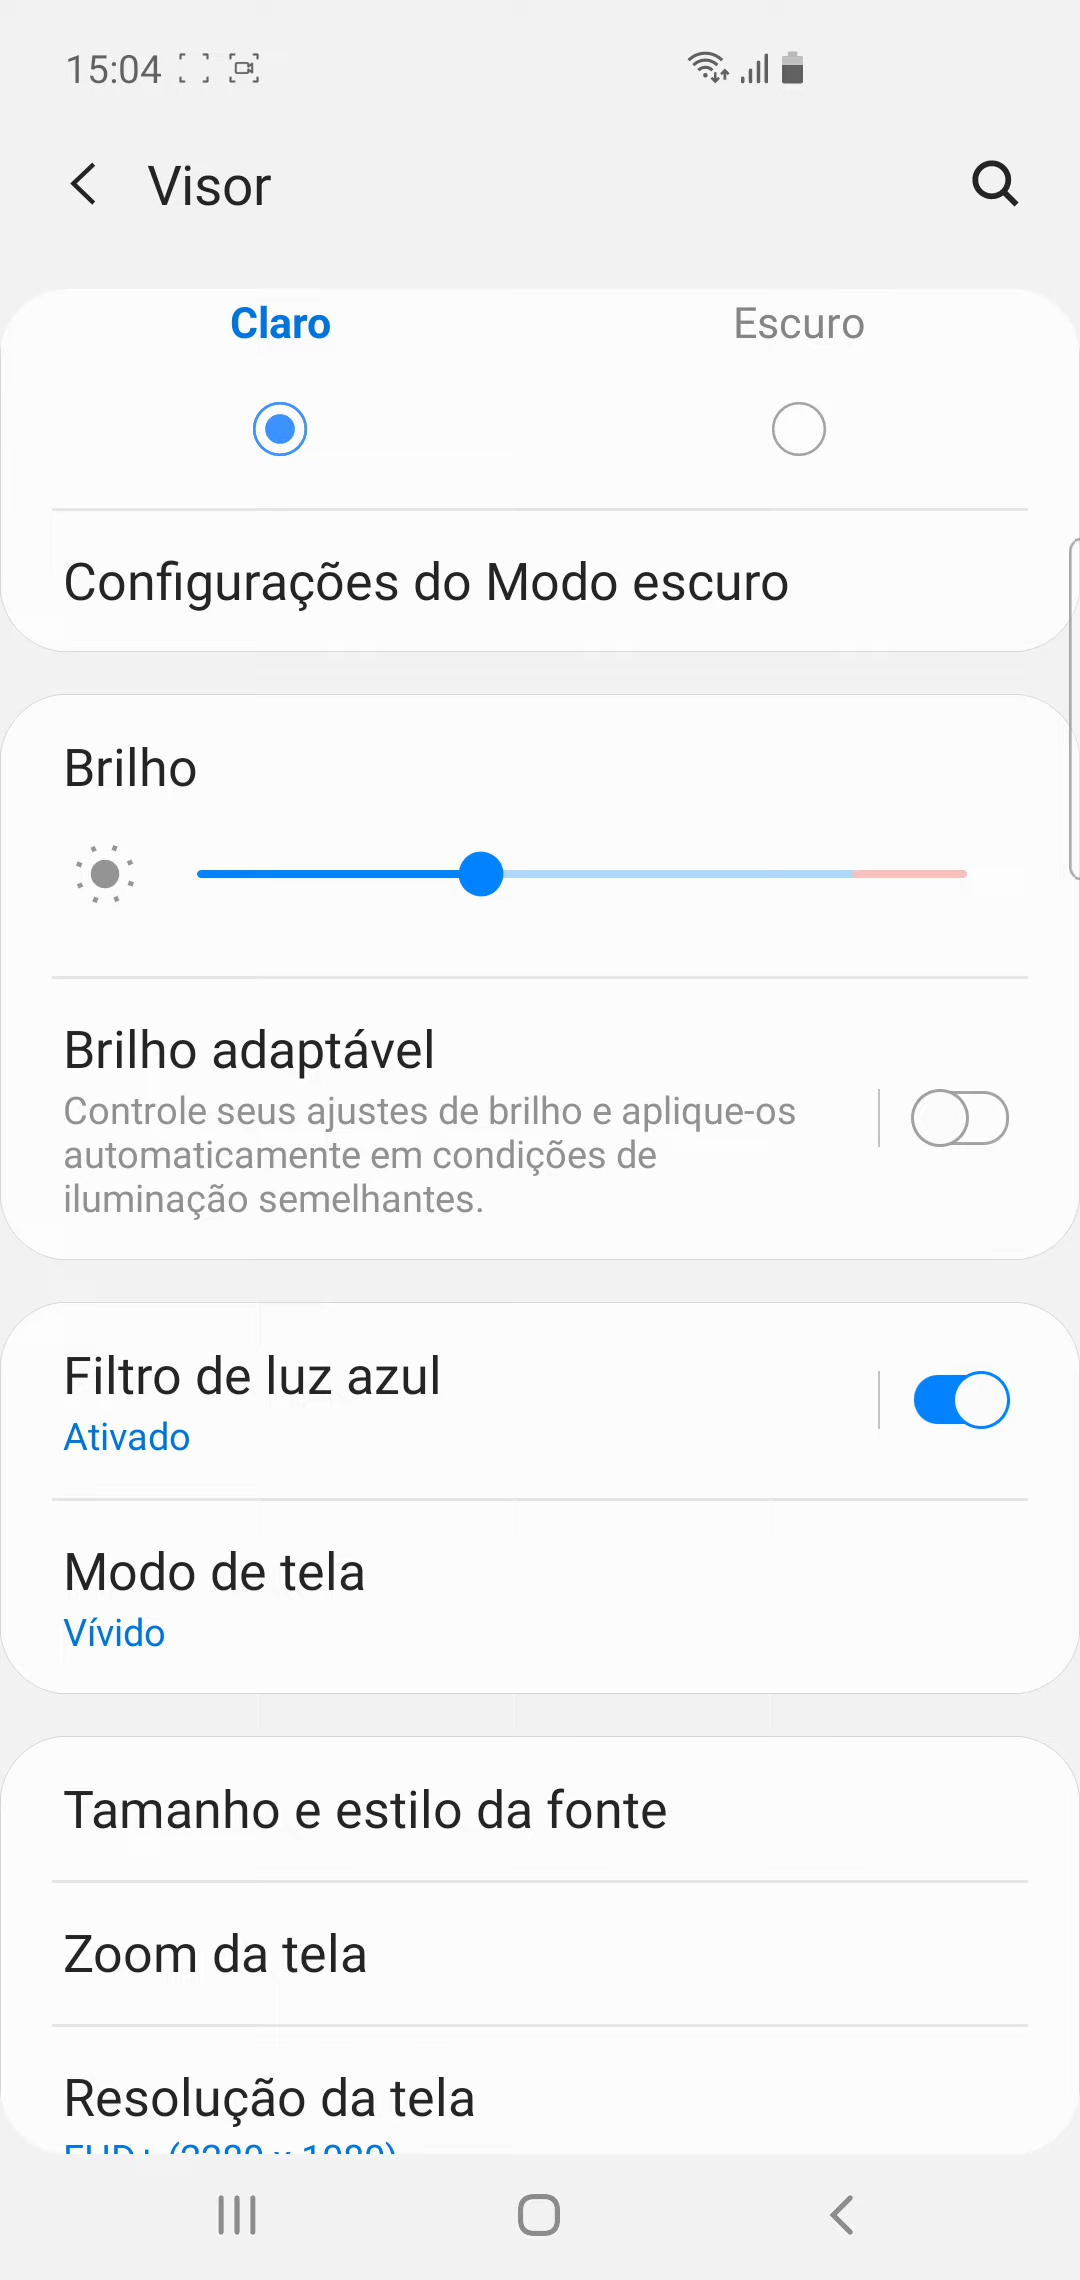 15:04
Visor
Claro
Escuro
Configurações do Modo escuro
Brilho
Brilho adaptável
Controle seus ajustes de brilho e aplique-os
automaticamente em condições de
iluminação semelhantes.
Filtro de luz azul
Ativado
Modo de tela
Vívido
Tamanho e estilo da fonte
Zoom da tela
Resolução da tela